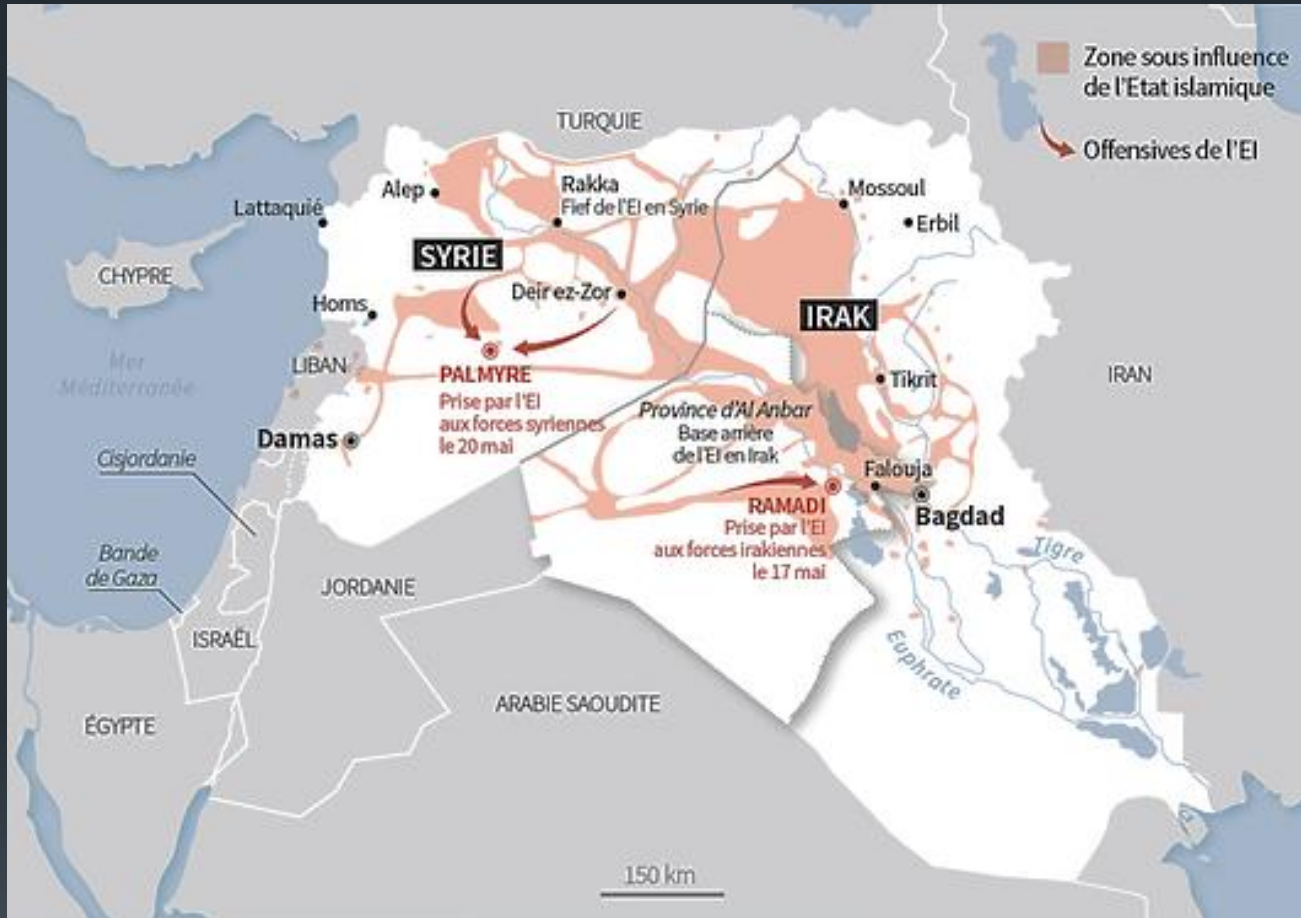 Zone sous influence
de l'Etat islamique
Offensives de l'EI
TURQUIE
Alep
Rakka
Fief de l'EI en Syrie
Mossoul
Lattaquié
Erbil
SYRIE
CHYPRE
Deir ez-Zor
Homs
IRAK
Mer
Méditerranée
LIBAN
PALMYRE
Prise par l'EI
aux forces syriennes
le 20 mai
Tikrit
IRAN
Province d'Al Anbar
Base arrière
de l'EI en Irak
Damas
Cisjordanie
Falouja
RAMADI
Prise par l'EI
aux forces irakiennes
le 17 mai
Bagdad
Bande
de Gaza
Tigre
JORDANIE
ISRAËL
Euphrate
ARABIE SAOUDITE
ÉGYPTE
150 km